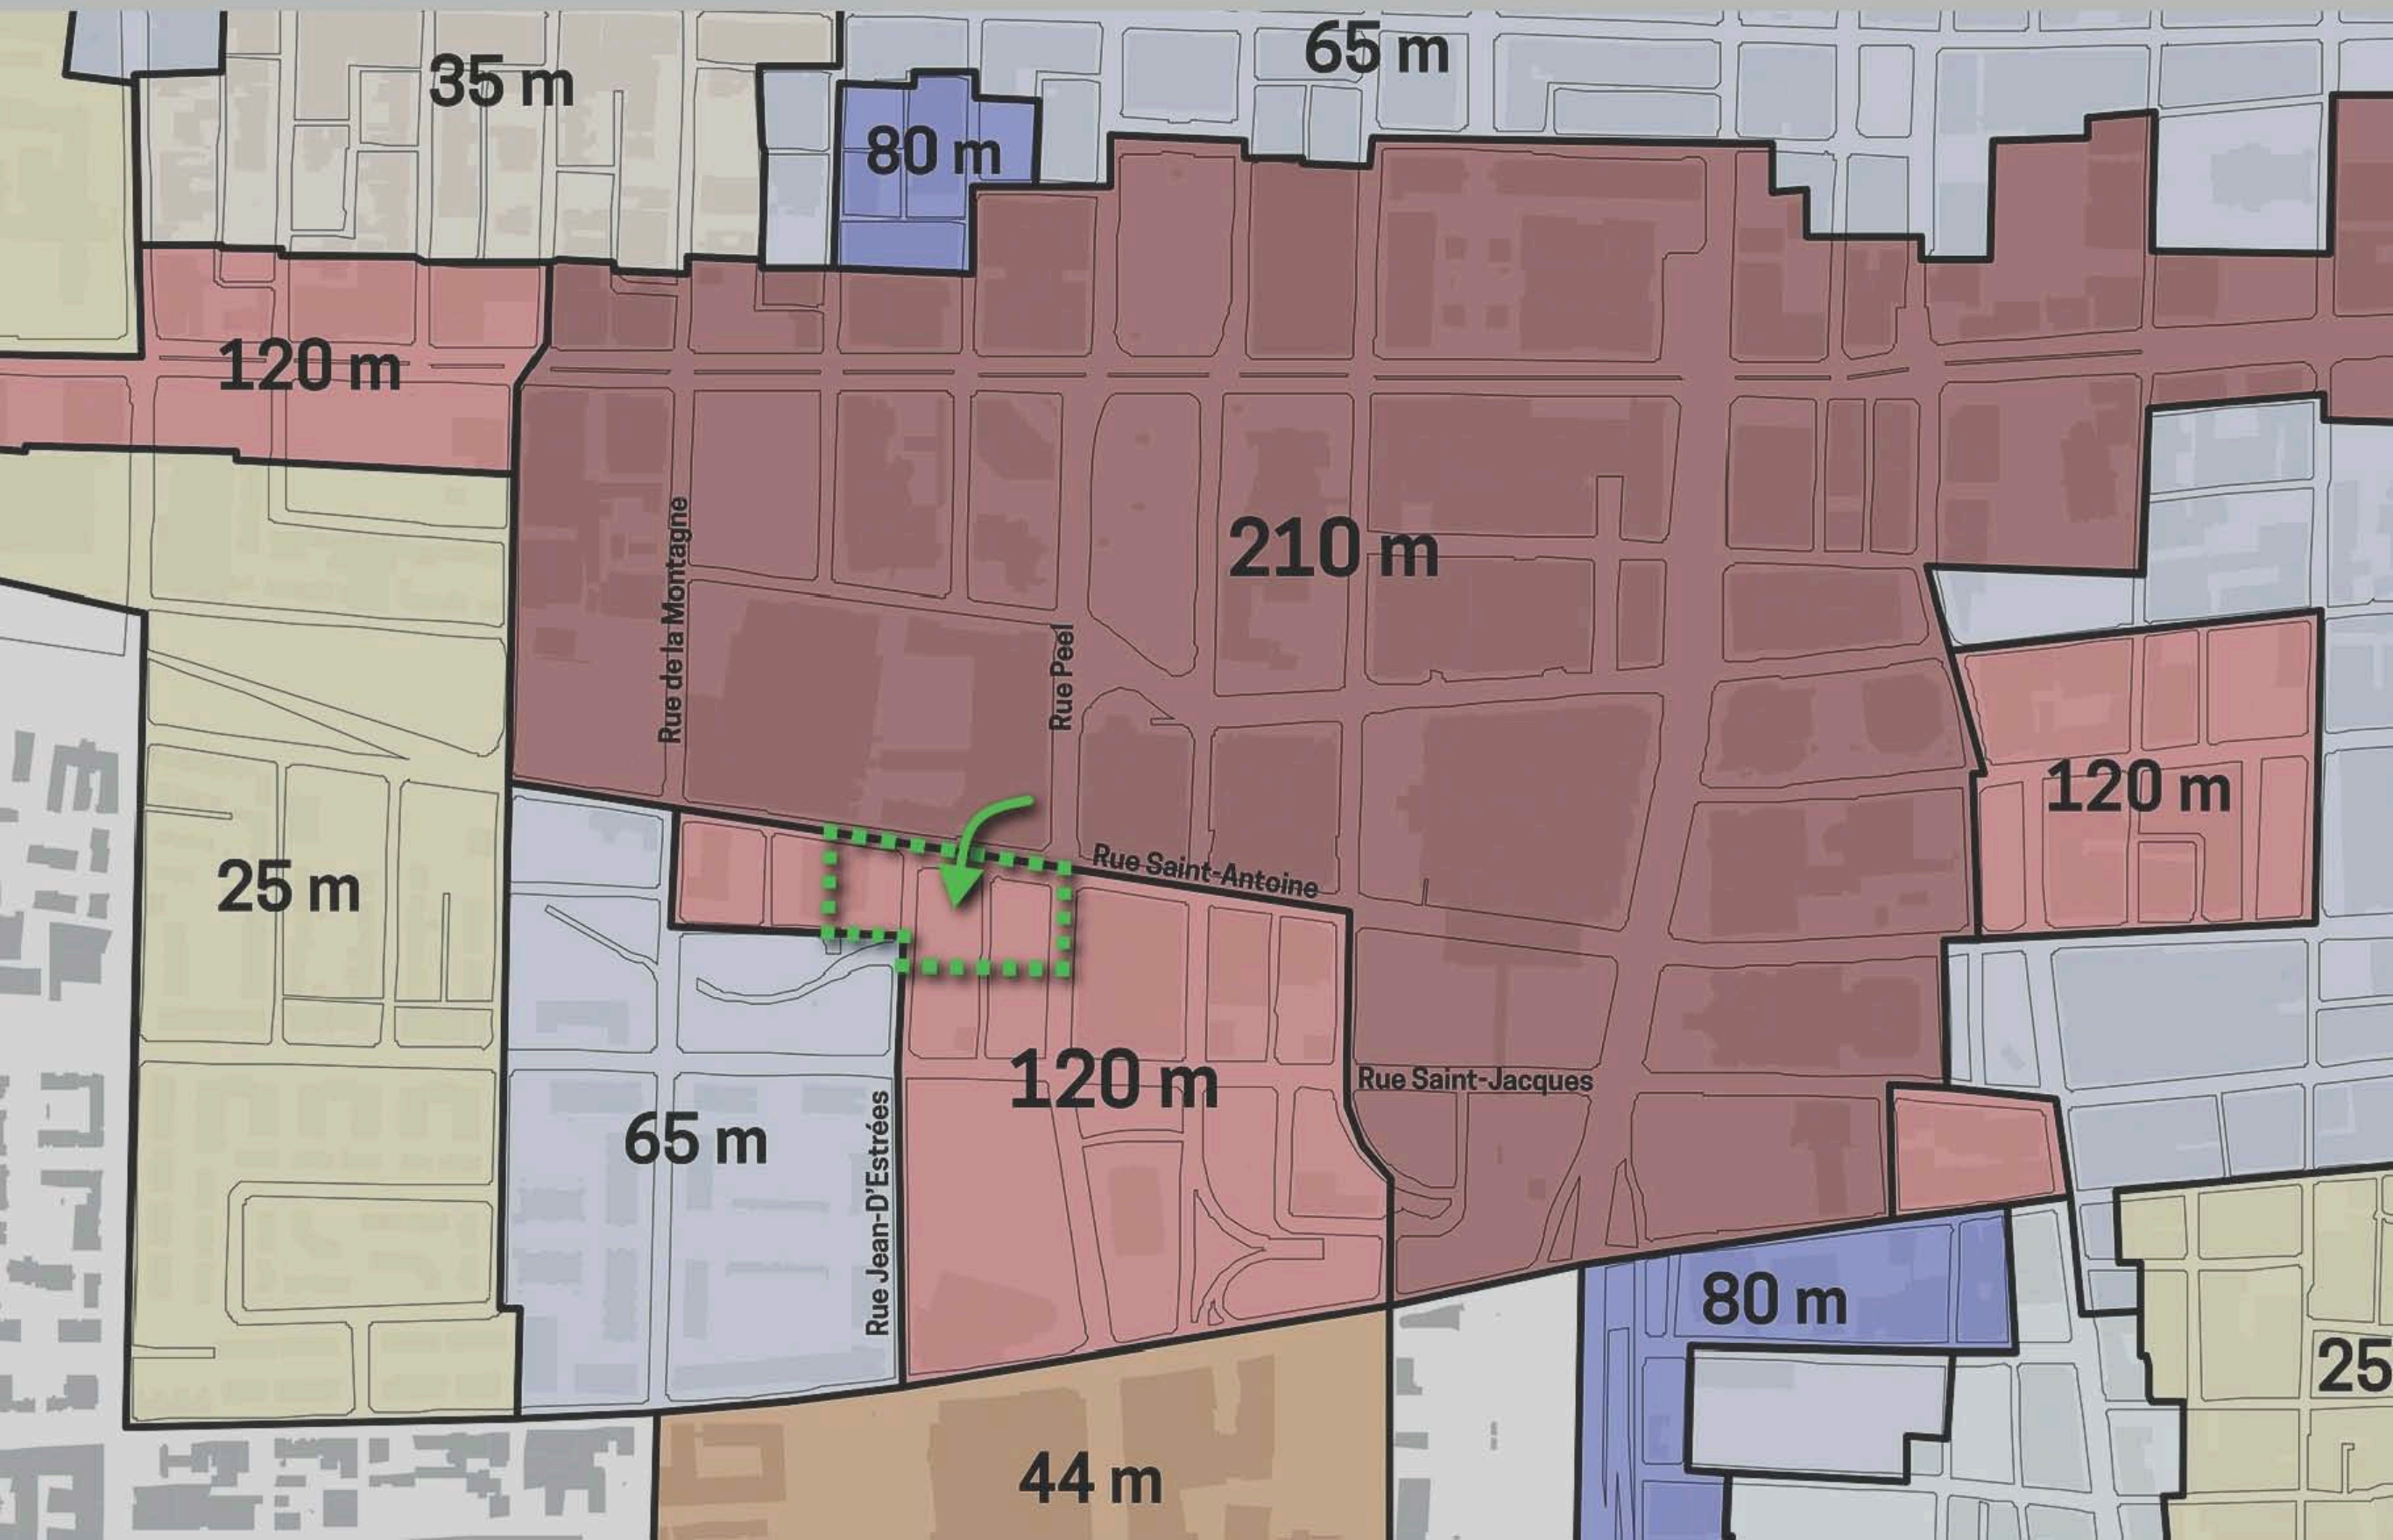 65 m
35 m
80 m
120 m
Rue de la Montagne
210 m
Rue Peel
120 m
Rue Saint-Antoine
25 m
120 m
Rue Saint-Jacques
65 m
Rue Jean-D'Estrées
80 m
25
44 m